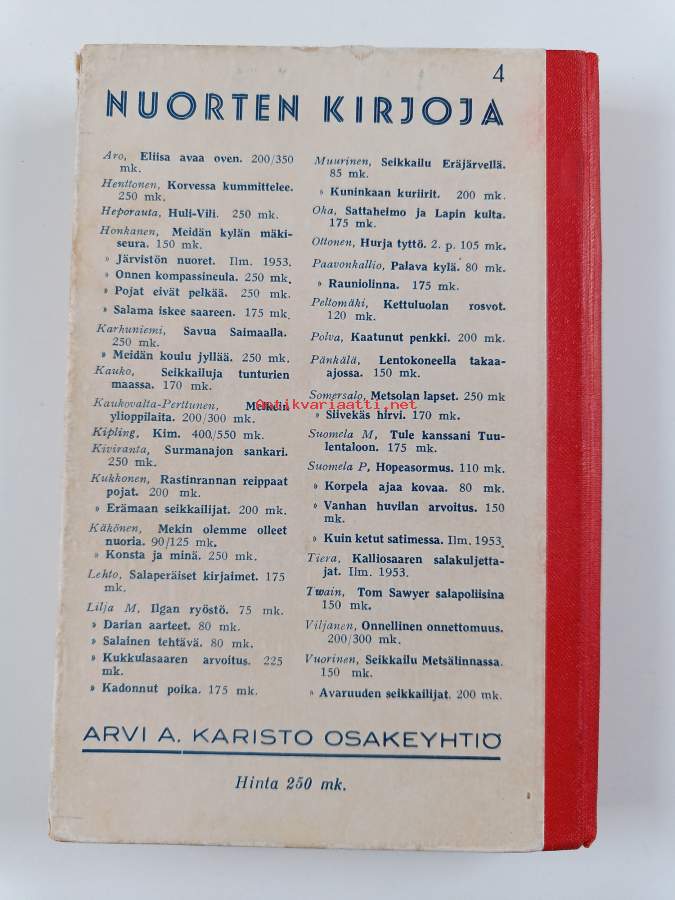 4
NUORTEN KIRJOJA
Aro, Eliisa avaa oven. 200/350
mk.
Henttonen, Korvessa kummittelee.
250 mk.
Heporauta, Huli-Vili. 250 mk.
Honkanen, Meidän kylän mäki-
seura. 150 mk.
» Järvistön nuoret. Ilm. 1953.
» Onnen kompassineula. 250 mk.
» Pojat eivät pelkää. 250 mk.
» Salama iskee saareen. 175 mk.
Karhuniemi, Savua Saimaalla.
250 mk.
» Meidän koulu jyllää. 250 mk.
Kauko, Seikkailuja tunturien
maassa. 170 mk.
Kaukovalta-Perttunen, Melkein
ylioppilaita. 200/300 mk.
Kipling, Kim. 400/550 mk.
Kiviranta, Surmanajon sankari.
250 mk.
Kukkonen, Rastinrannan reippaat
pojat. 200 mk.
» Erämaan seikkailijat. 200 mk.
Käkönen, Mekin olemme olleet
nuoria. 90/125 mk.
» Konsta ja minä. 250 mk.
Lehto, Salaperäiset kirjaimet. 175
mk.
Lilja M, Ilgan ryöstö. 75 mk.
» Darian aarteet. 80 mk.
» Salainen tehtävä. 80 mk.
» Kukkulasaaren arvoitus. 225
mk.
» Kadonnut poika. 175 mk.
Muurinen, Seikkailu Eräjärvellä.
85 mk.
» Kuninkaan kuriirit. 200 mk.
Oka, Sattaheimo ja Lapin kulta.
175 mk.
Ottonen, Hurja tyttö. 2. p. 105 mk.
Paavonkallio, Palava kylä. 80 mk.
» Rauniolinna. 175 mk.
Peltomäki, Kettuluolan rosvot.
120 mk.
Polva, Kaatunut penkki. 200 mk.
Pänkälä, Lentokoneella takaa-
ajossa. 150 mk.
Somersalo, Metsolan lapset. 250 mk
» Siivekäs hirvi. 170 mk.
Suomela M, Tule kanssani Tuu-
lentaloon. 175 mk.
Suomela P, Hopeasormus. 110 mk.
» Korpela ajaa kovaa. 80 mk.
» Vanhan huvilan arvoitus. 150
mk.
» Kuin ketut satimessa. Ilm. 1953.
Tiera, Kalliosaaren salakuljetta-
jat. Ilm. 1953.
Twain, Tom Sawyer salapoliisina
150 mk.
Viljanen, Onnellinen onnettomuus.
200/300 mk.
Vuorinen, Seikkailu Metsälinnassa.
150 mk.
» Avaruuden seikkailijat. 200 mk.
Antikvariaatti.net
ARVI A. KARISTO OSAKEYHTIÖ
Hinta 250 mk.